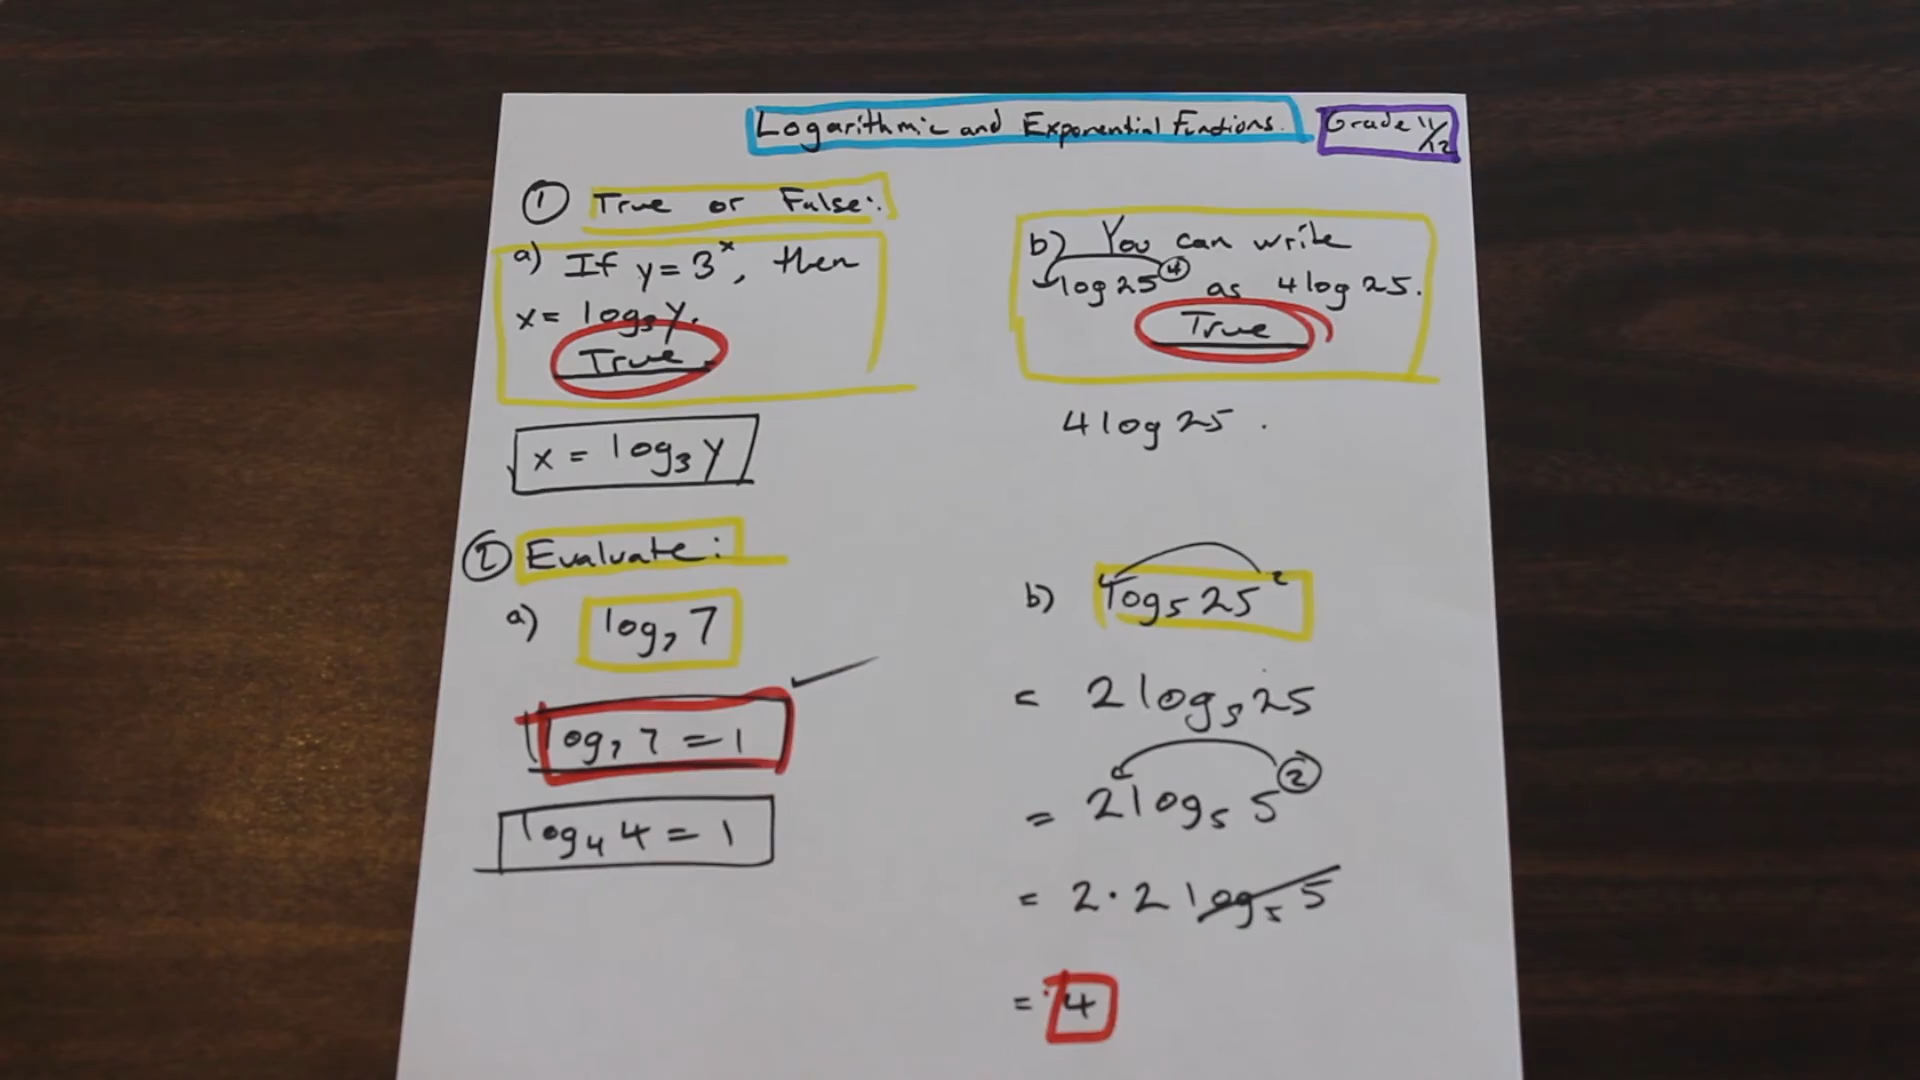 Logarithmic and Exponential Functions. Grade 11/12
① True or False:
a) If y = 3ˣ, then
x = log₃y.
True
x = log₃ y
b) You can write
log 25⁴ as 4 log 25.
True
4 log 25.
② Evaluate:
a) log₇ 7
log₇ 7 = 1
log₄ 4 = 1
b) log₅ 25²
= 2 log₅ 25
= 2 log₅ 5²
= 2 · 2 log₅ 5
= 4